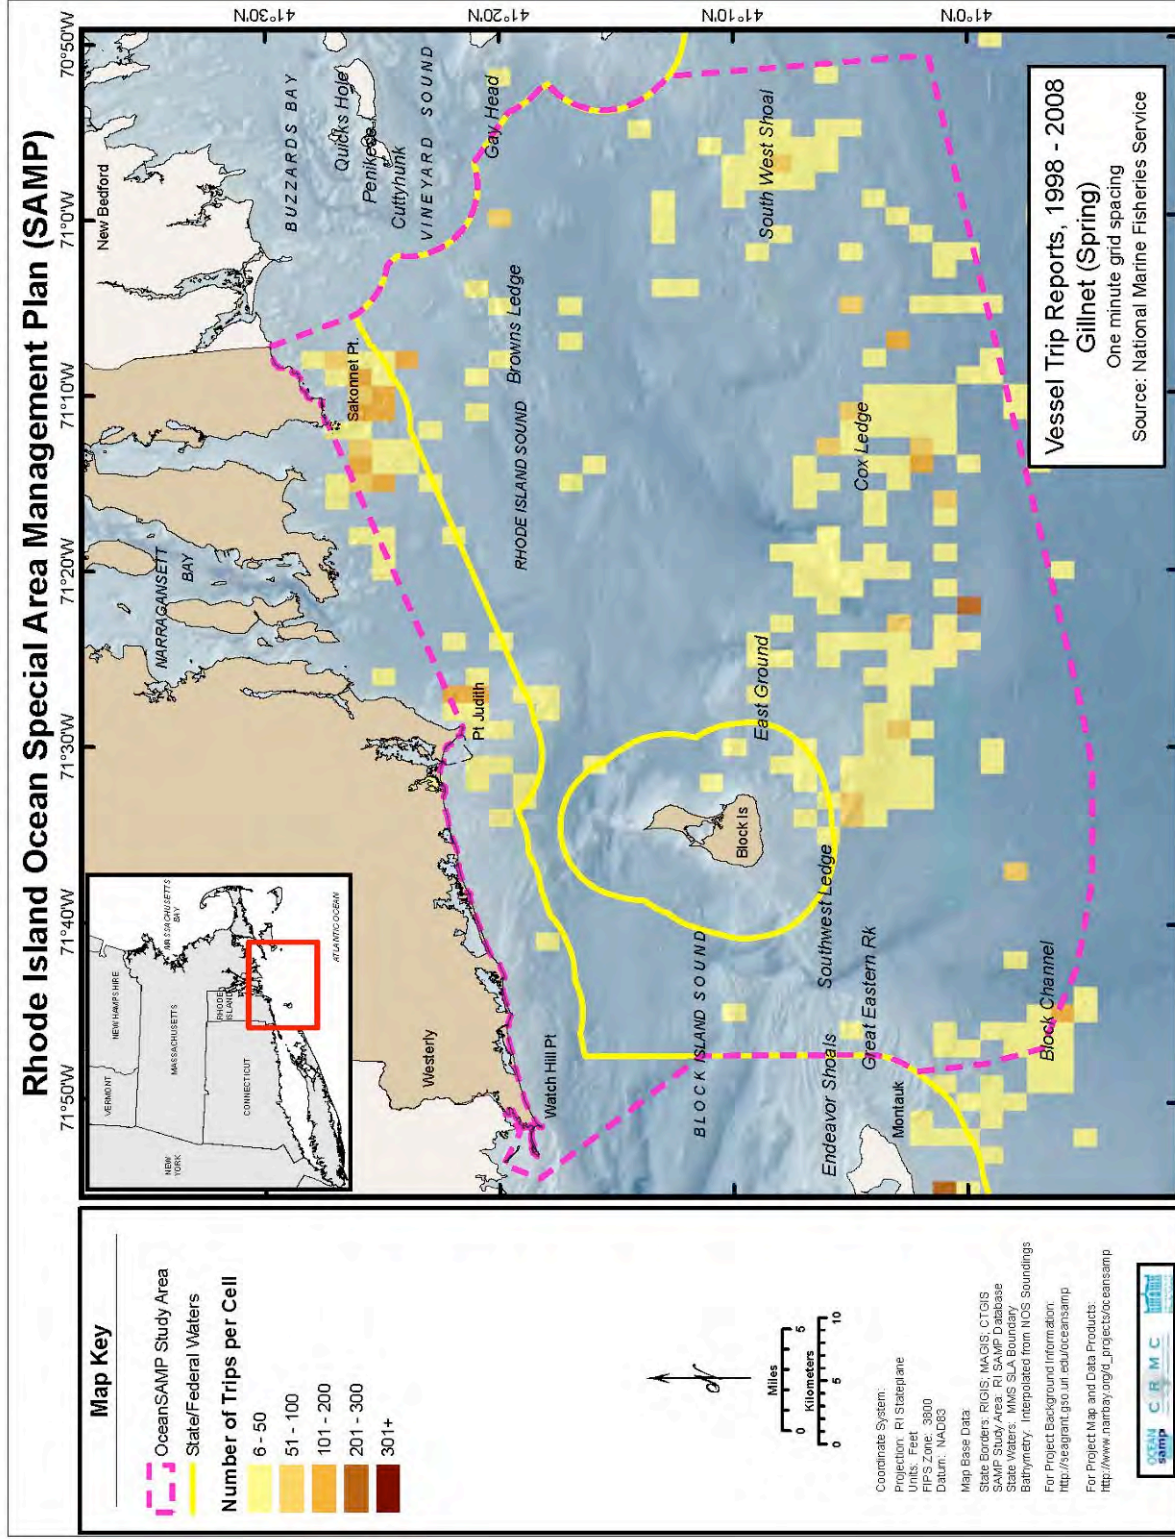 Rhode Island Ocean Special Area Management Plan (SAMP)
Map Key
OceanSAMP Study Area
State/Federal Waters
Number of Trips per Cell
6 - 50
51 - 100
101 - 200
201 - 300
301+
Miles
0 5
Kilometers
0 5 10
Coordinate System:
Projection: RI Stateplane
Units: Feet
FIPS Zone: 3800
Datum: NAD83
Map Base Data:
State Borders: RIGIS; MAGIS; CTGIS
SAMP Study Area: RI SAMP Database
State Waters: MMS SLA Boundary
Bathymetry: Interpolated from NOS Soundings
For Project Background Information:
http://seagrant.gso.uri.edu/oceansamp
For Project Map and Data Products:
http://www.narrbay.org/d_projects/oceansamp
OCEAN
samp
C R M C
71°50'W
71°40'W
71°30'W
71°20'W
71°10'W
71°0'W
70°50'W
41°30'N
41°20'N
41°10'N
41°0'N
VERMONT
NEW HAMPSHIRE
NEW
YORK
MASSACHUSETTS
MASSACHUSETTS
BAY
CONNECTICUT
RHODE
ISLAND
ATLANTIC OCEAN
New Bedford
BUZZARDS BAY
Quicks Hole
Penikese
Cuttyhunk
VINEYARD SOUND
Gay Head
NARRAGANSETT
BAY
Sakonnet Pt.
Browns Ledge
RHODE ISLAND SOUND
Pt Judith
Westerly
Watch Hill Pt
BLOCK ISLAND SOUND
Block Is
East Ground
South West Shoal
Cox Ledge
Southwest Ledge
Endeavor Shoals
Great Eastern Rk
Montauk
Block Channel
Vessel Trip Reports, 1998 - 2008
Gillnet (Spring)
One minute grid spacing
Source: National Marine Fisheries Service